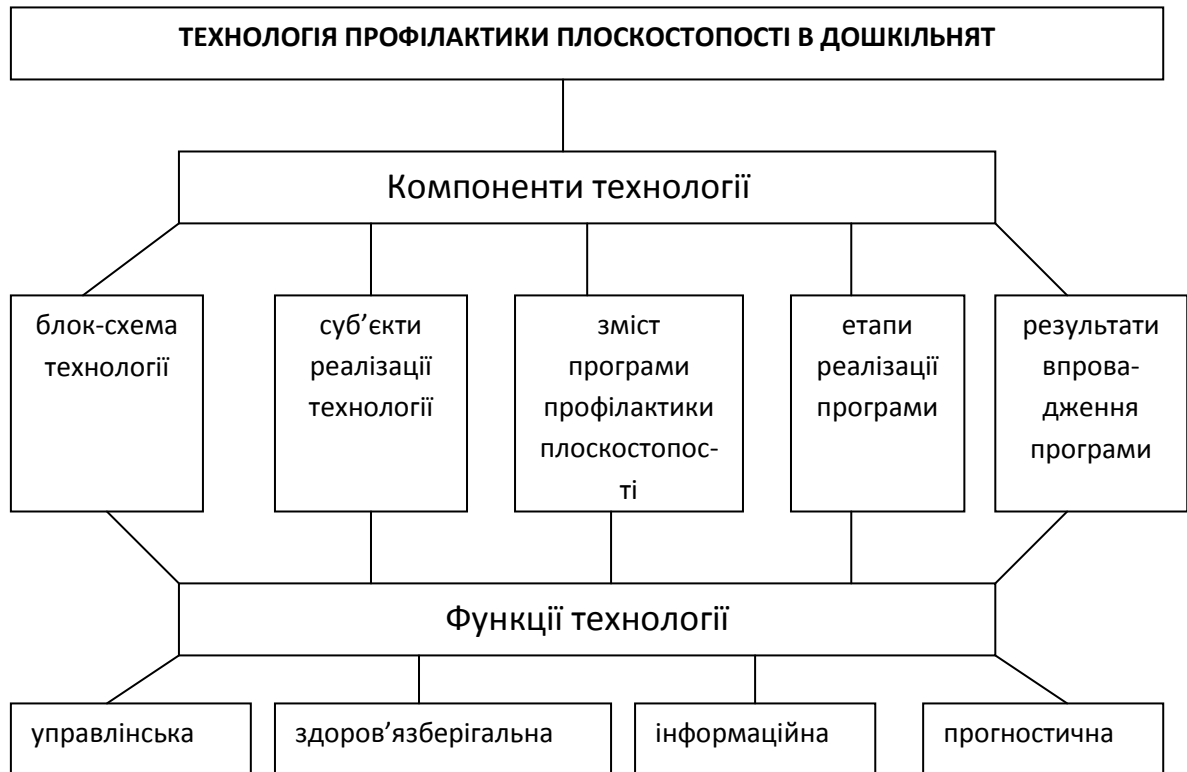 ТЕХНОЛОГІЯ ПРОФІЛАКТИКИ ПЛОСКОСТОПОСТІ В ДОШКІЛЬНЯТ
Компоненти технології
блок-схема
технології
суб’єкти
реалізації
технології
зміст
програми
профілактики
плоскостопос-
ті
етапи
реалізації
програми
результати
впрова-
дження
програми
Функції технології
управлінська
здоров’язберігальна
інформаційна
прогностична